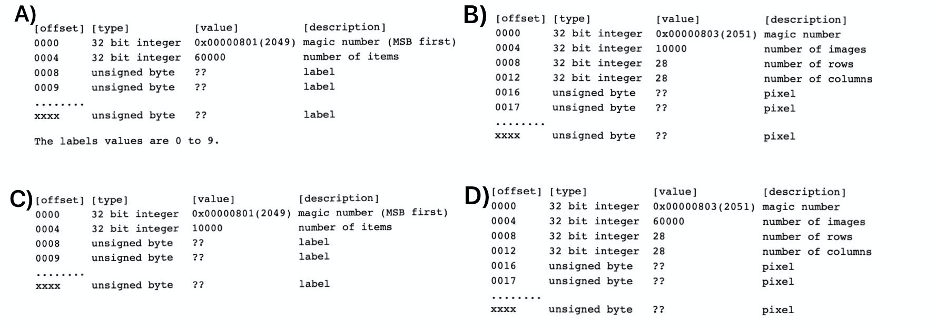 A)
[offset] [type] [value] [description]
0000 32 bit integer 0x00000801(2049) magic number (MSB first)
0004 32 bit integer 60000 number of items
0008 unsigned byte ?? label
0009 unsigned byte ?? label
........
xxxx unsigned byte ?? label
The labels values are 0 to 9.
B)
[offset] [type] [value] [description]
0000 32 bit integer 0x00000803(2051) magic number
0004 32 bit integer 10000 number of images
0008 32 bit integer 28 number of rows
0012 32 bit integer 28 number of columns
0016 unsigned byte ?? pixel
0017 unsigned byte ?? pixel
........
xxxx unsigned byte ?? pixel
C)
[offset] [type] [value] [description]
0000 32 bit integer 0x00000801(2049) magic number (MSB first)
0004 32 bit integer 10000 number of items
0008 unsigned byte ?? label
0009 unsigned byte ?? label
........
xxxx unsigned byte ?? label
D)
[offset] [type] [value] [description]
0000 32 bit integer 0x00000803(2051) magic number
0004 32 bit integer 60000 number of images
0008 32 bit integer 28 number of rows
0012 32 bit integer 28 number of columns
0016 unsigned byte ?? pixel
0017 unsigned byte ?? pixel
........
xxxx unsigned byte ?? pixel